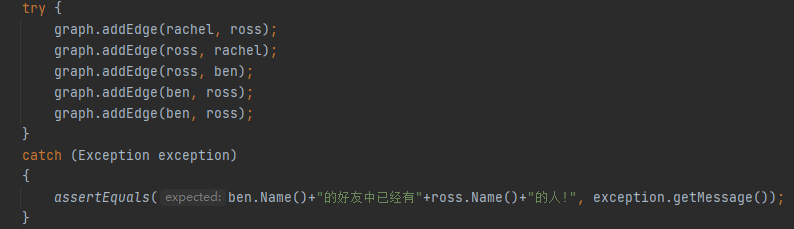 try {
graph.addEdge(rachel, ross);
graph.addEdge(ross, rachel);
graph.addEdge(ross, ben);
graph.addEdge(ben, ross);
graph.addEdge(ben, ross);
}
catch (Exception exception)
{
assertEquals( expected: ben.Name()+"的好友中已经有"+ross.Name()+"的人!", exception.getMessage());
}